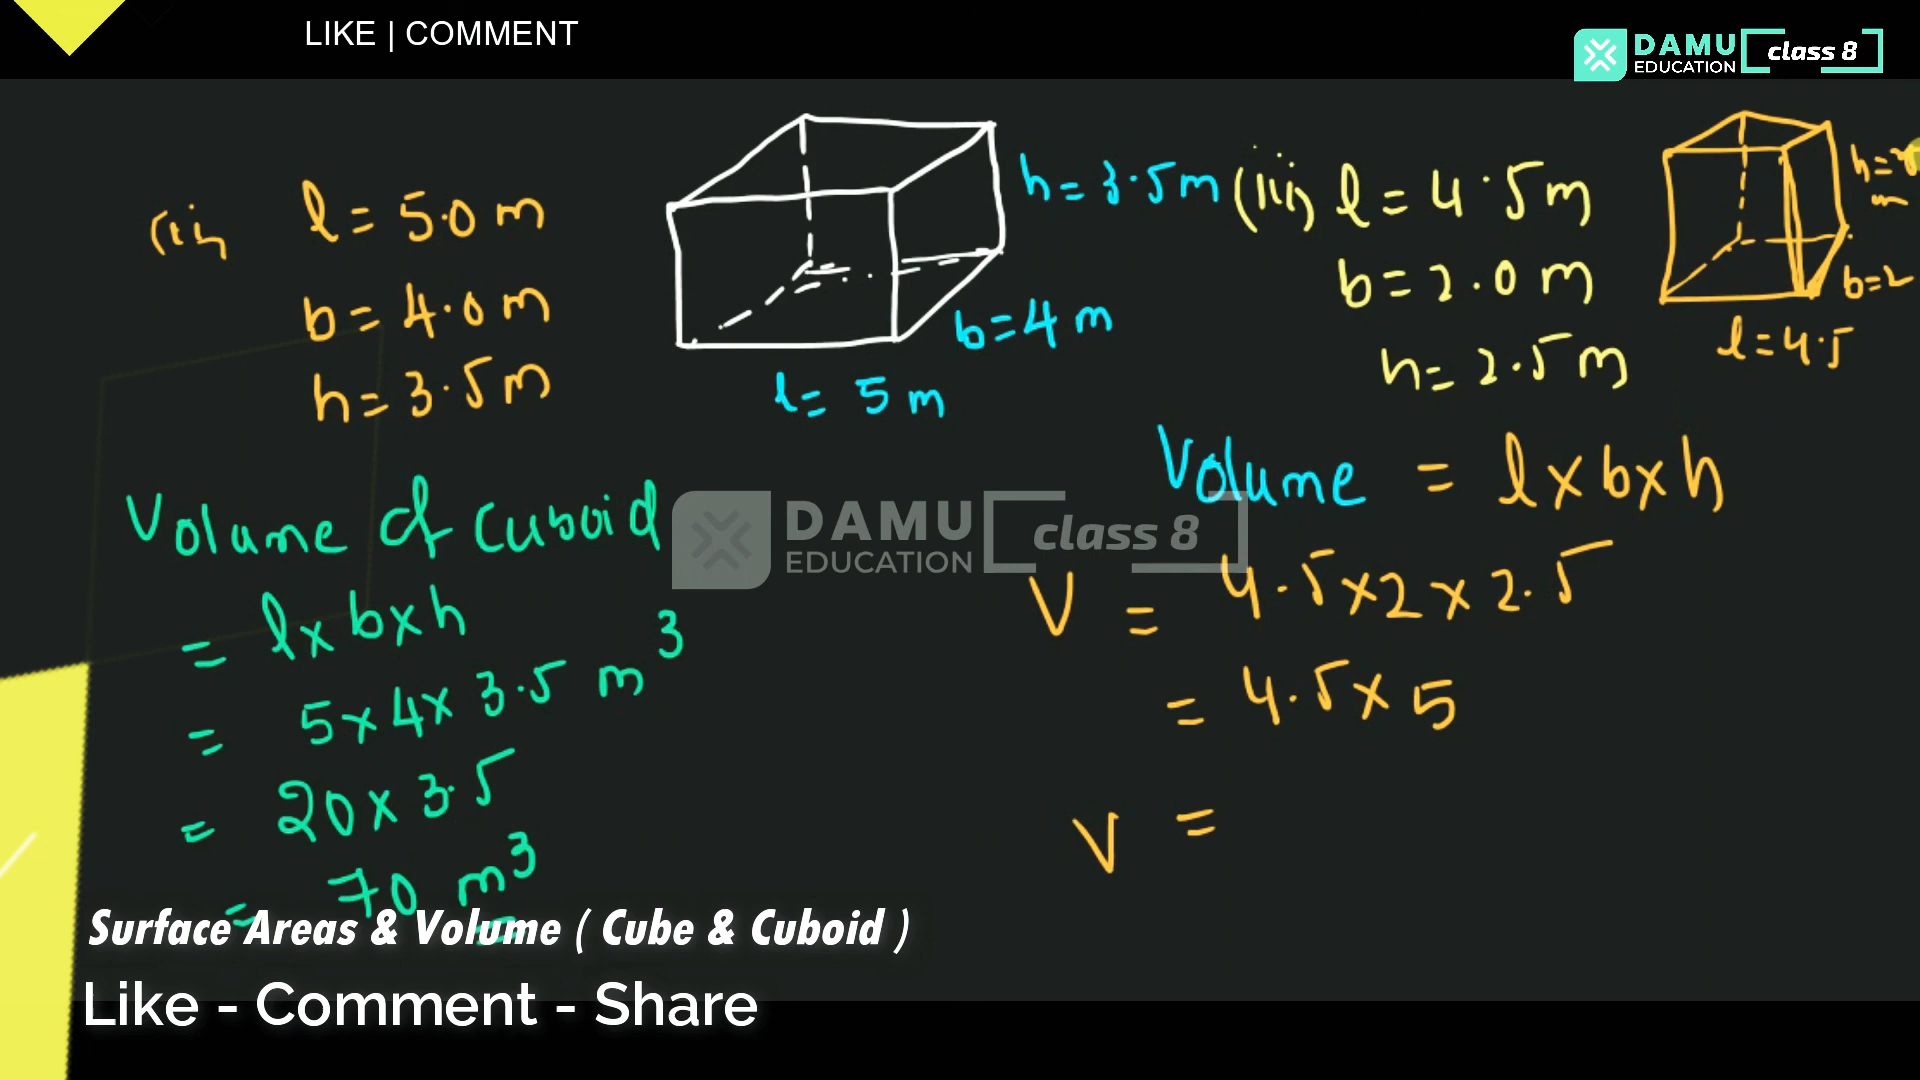 LIKE | COMMENT
DAMU
EDUCATION
class 8
(ii) l = 5.0 m
b = 4.0 m
h = 3.5 m
h = 3.5 m
b = 4 m
l = 5 m
(iii) l = 4.5 m
b = 2.0 m
h = 2.5 m
h =
m
b = 2
l = 4.5
Volume of cuboid
= l x b x h
= 5 x 4 x 3.5 m³
= 20 x 3.5
= 70 m³
Volume = l x b x h
V = 4.5 x 2 x 2.5
= 4.5 x 5
V =
DAMU
EDUCATION
class 8
Surface Areas & Volume ( Cube & Cuboid )
Like - Comment - Share